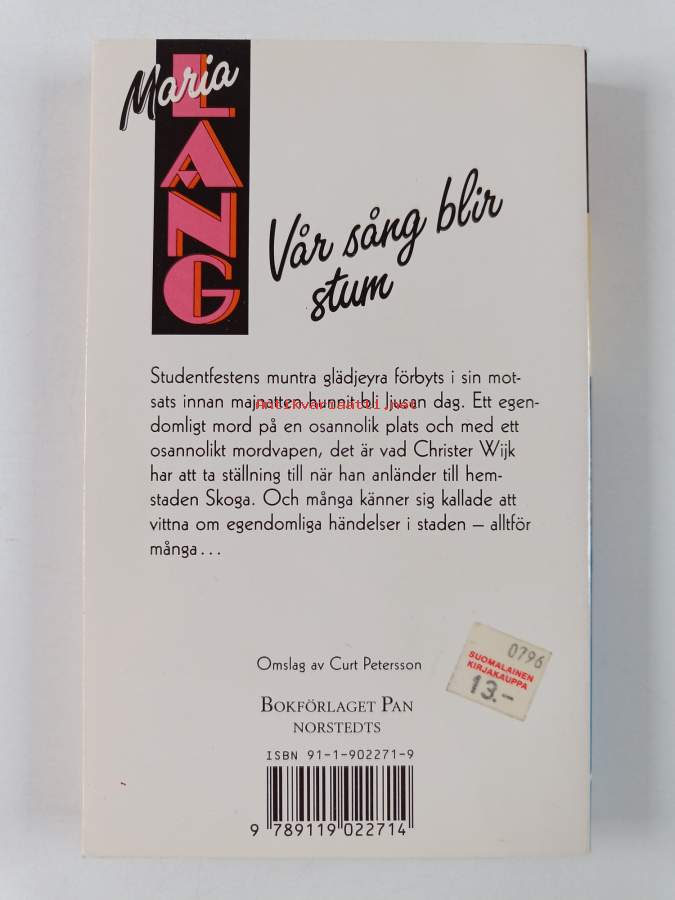 Maria
LANG
Vår sång blir
stum
Studentfestens muntra glädjeyra förbyts i sin mot-
sats innan majnatten hunnit bli ljusan dag. Ett egen-
antikvariaatti.net
domligt mord på en osannolik plats och med ett
osannolikt mordvapen, det är vad Christer Wijk
har att ta ställning till när han anländer till hem-
staden Skoga. Och många känner sig kallade att
vittna om egendomliga händelser i staden – alltför
många...
0796
SUOMALAINEN
KIRJAKAUPPA
13.-
Omslag av Curt Petersson
BOKFÖRLAGET PAN
NORSTEDTS
ISBN 91-1-902271-9
9 789119 022714